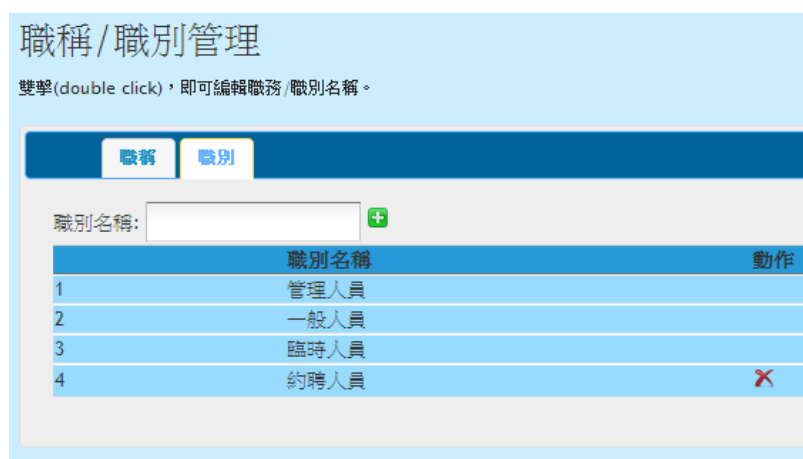 職稱/職別管理
雙擊(double click)，即可編輯職務/職別名稱。
職稱 職別
職別名稱:
職別名稱 動作
1 管理人員
2 一般人員
3 臨時人員
4 約聘人員